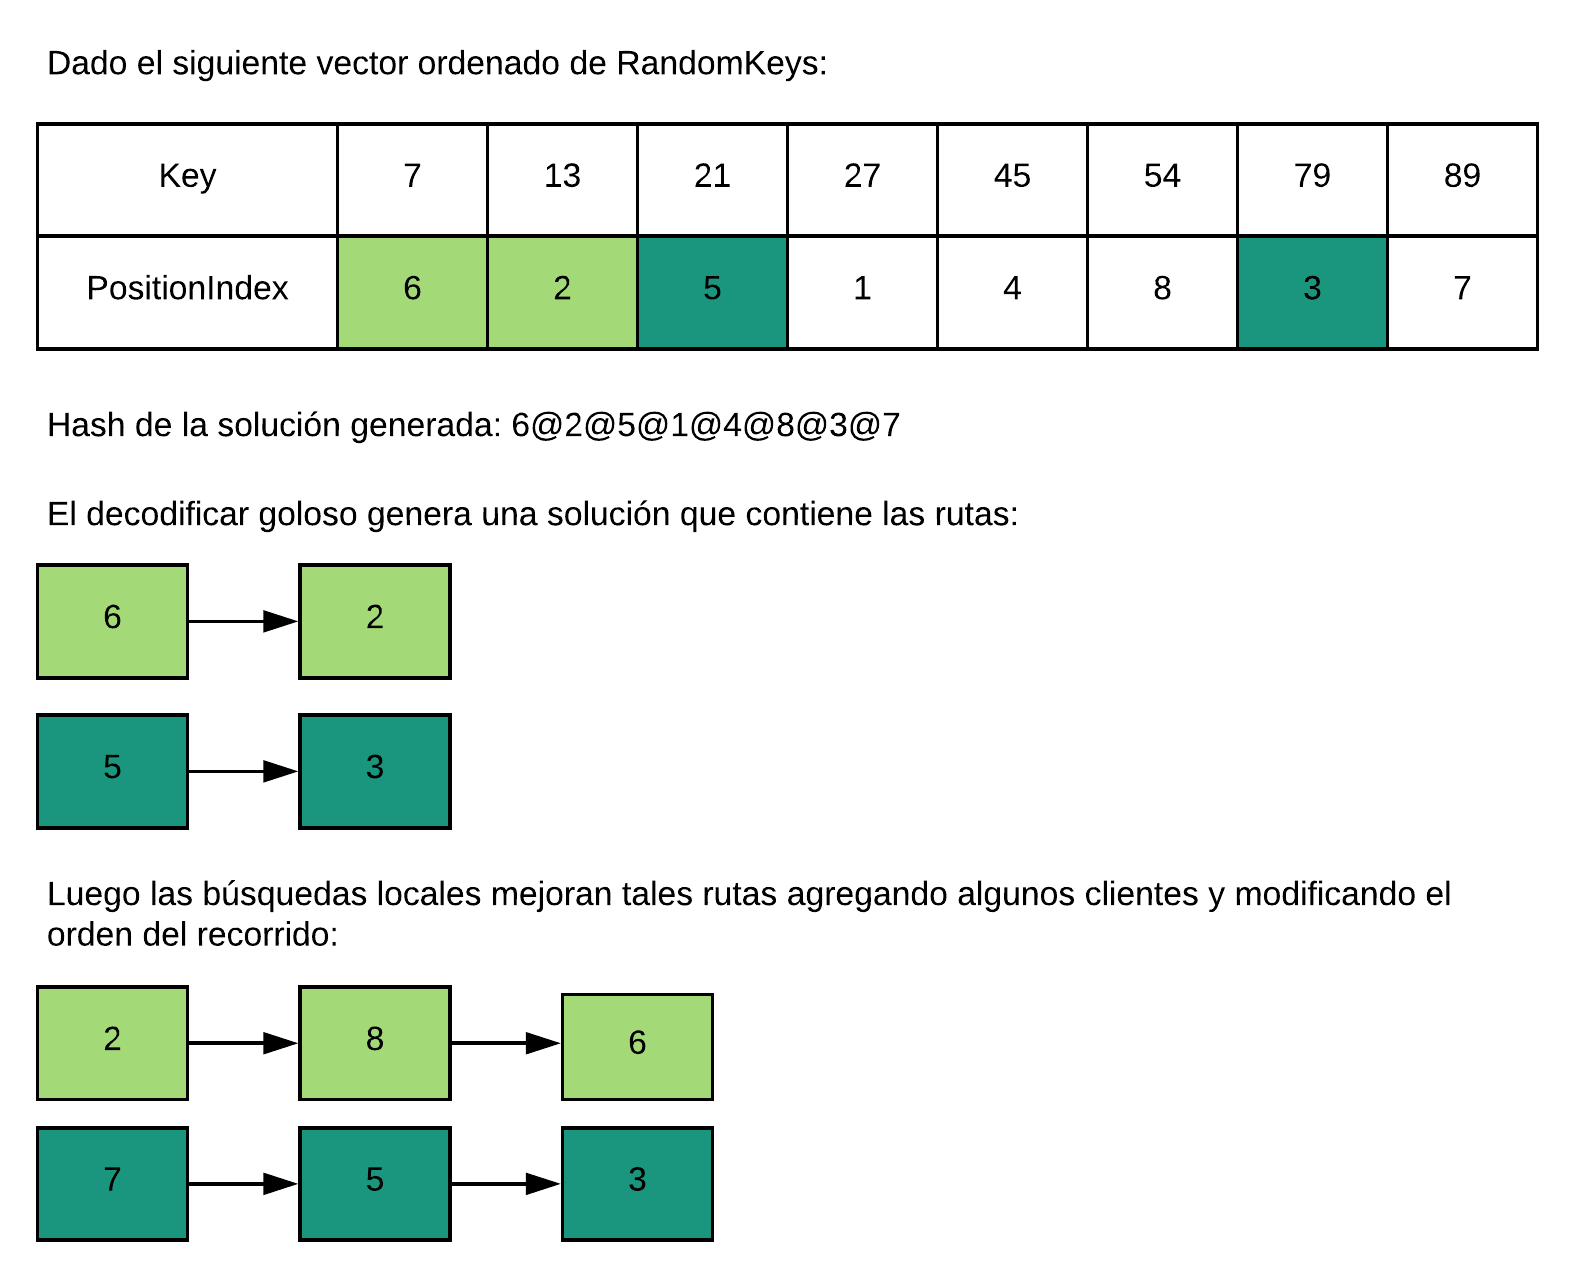 Dado el siguiente vector ordenado de RandomKeys:
Key 7 13 21 27 45 54 79 89
PositionIndex 6 2 5 1 4 8 3 7
Hash de la solución generada: 6@2@5@1@4@8@3@7
El decodificar goloso genera una solución que contiene las rutas:
6 2
5 3
Luego las búsquedas locales mejoran tales rutas agregando algunos clientes y modificando el
orden del recorrido:
2 8 6
7 5 3